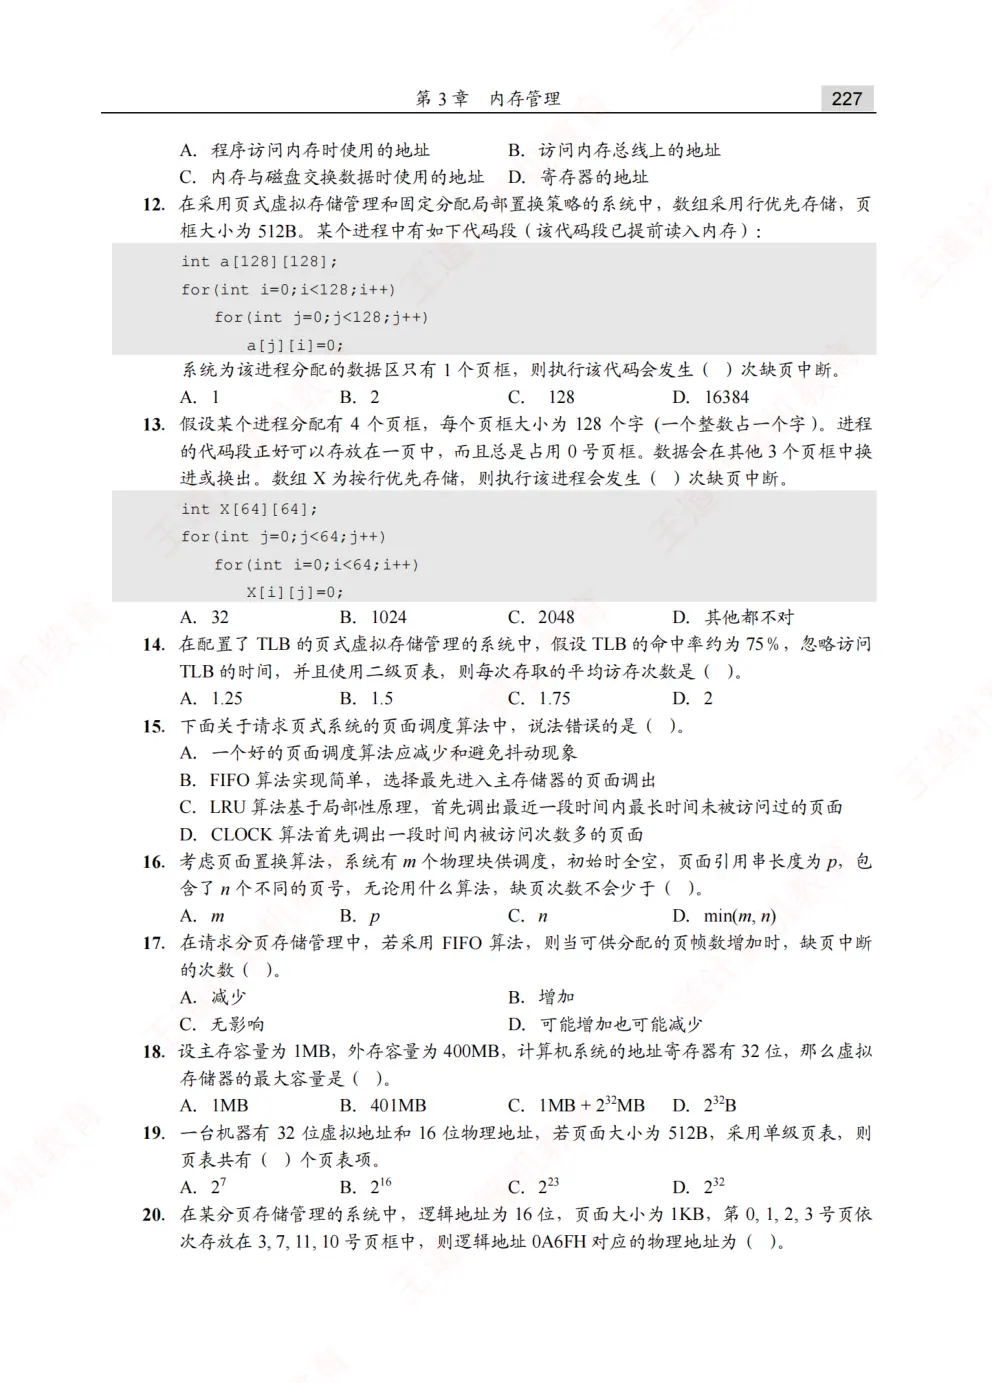 第 3 章 内存管理 227
A. 程序访问内存时使用的地址 B. 访问内存总线上的地址
C. 内存与磁盘交换数据时使用的地址 D. 寄存器的地址
12. 在采用页式虚拟存储管理和固定分配局部置换策略的系统中，数组采用行优先存储，页
框大小为 512B。某个进程中有如下代码段（该代码段已提前读入内存）：
int a[128][128];
for(int i=0;i<128;i++)
for(int j=0;j<128;j++)
a[j][i]=0;
系统为该进程分配的数据区只有 1 个页框，则执行该代码会发生（ ）次缺页中断。
A. 1 B. 2 C. 128 D. 16384
13. 假设某个进程分配有 4 个页框，每个页框大小为 128 个字 (一个整数占一个字)。进程
的代码段正好可以存放在一页中，而且总是占用 0 号页框。数据会在其他 3 个页框中换
进或换出。数组 X 为按行优先存储，则执行该进程会发生（ ）次缺页中断。
int X[64][64];
for(int j=0;j<64;j++)
for(int i=0;i<64;i++)
X[i][j]=0;
A. 32 B. 1024 C. 2048 D. 其他都不对
14. 在配置了 TLB 的页式虚拟存储管理的系统中，假设 TLB 的命中率约为 75%，忽略访问
TLB 的时间，并且使用二级页表，则每次存取的平均访存次数是（ ）。
A. 1.25 B. 1.5 C. 1.75 D. 2
15. 下面关于请求页式系统的页面调度算法中，说法错误的是（ ）。
A. 一个好的页面调度算法应减少和避免抖动现象
B. FIFO 算法实现简单，选择最先进入主存储器的页面调出
C. LRU 算法基于局部性原理，首先调出最近一段时间内最长时间未被访问过的页面
D. CLOCK 算法首先调出一段时间内被访问次数多的页面
16. 考虑页面置换算法，系统有 m 个物理块供调度，初始时全空，页面引用串长度为 p，包
含了 n 个不同的页号，无论用什么算法，缺页次数不会少于（ ）。
A. m B. p C. n D. min(m, n)
17. 在请求分页存储管理中，若采用 FIFO 算法，则当可供分配的页帧数增加时，缺页中断
的次数（ ）。
A. 减少 B. 增加
C. 无影响 D. 可能增加也可能减少
18. 设主存容量为 1MB，外存容量为 400MB，计算机系统的地址寄存器有 32 位，那么虚拟
存储器的最大容量是（ ）。
A. 1MB B. 401MB C. 1MB + 2³²MB D. 2³²B
19. 一台机器有 32 位虚拟地址和 16 位物理地址，若页面大小为 512B，采用单级页表，则
页表共有（ ）个页表项。
A. 2⁷ B. 2¹⁶ C. 2²³ D. 2³²
20. 在某分页存储管理的系统中，逻辑地址为 16 位，页面大小为 1KB，第 0, 1, 2, 3 号页依
次存放在 3, 7, 11, 10 号页框中，则逻辑地址 0A6FH 对应的物理地址为（ ）。